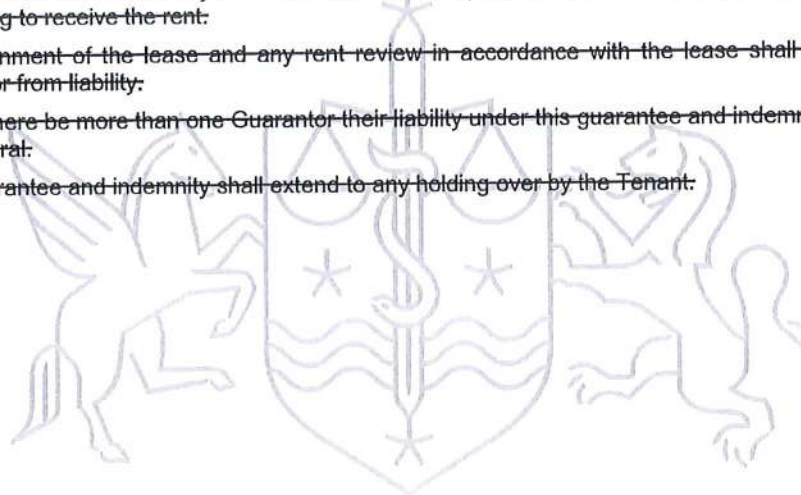 g to receive the rent.
nment of the lease and any rent review in accordance with the lease shall
r from liability.
here be more than one Guarantor their liability under this guarantee and indemn
ral.
rantee and indemnity shall extend to any holding over by the Tenant.